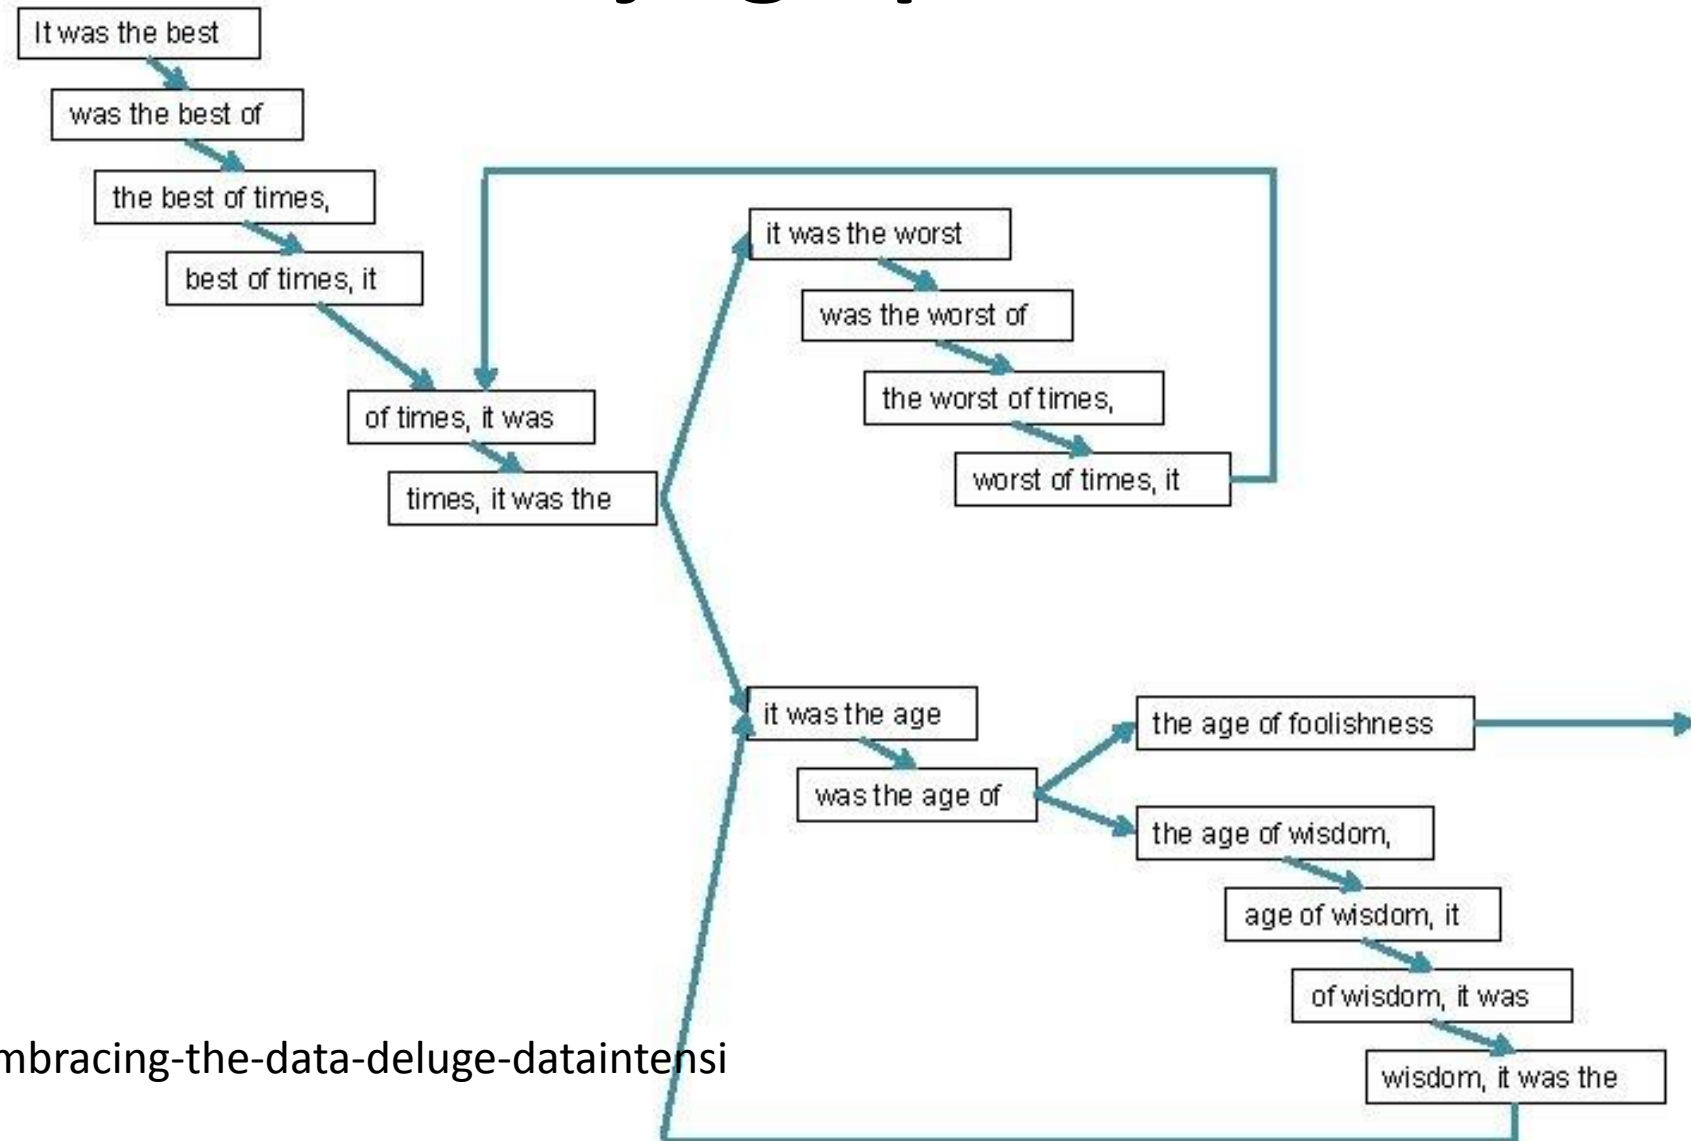 It was the best
was the best of
the best of times,
best of times, it
of times, it was
times, it was the
it was the worst
was the worst of
the worst of times,
worst of times, it
it was the age
was the age of
the age of foolishness
the age of wisdom,
age of wisdom, it
of wisdom, it was
wisdom, it was the
mbracing-the-data-deluge-dataintensi